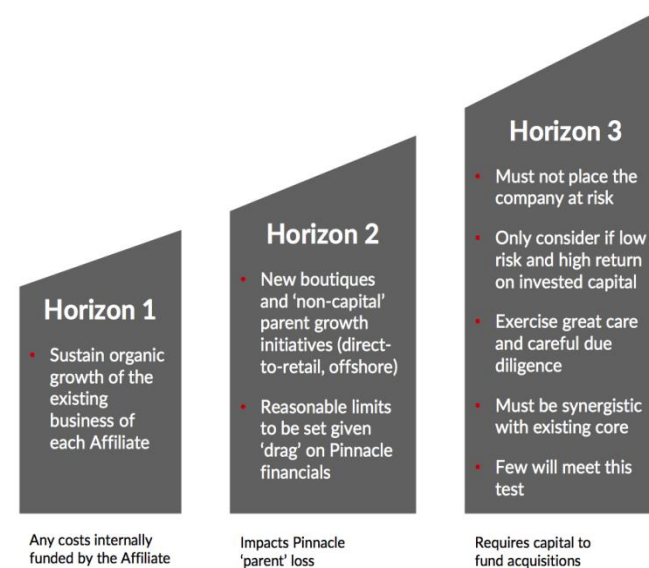 Horizon 1
• Sustain organic
growth of the
existing
business of
each Affiliate
Any costs internally
funded by the Affiliate
Horizon 2
• New boutiques
and ‘non-capital’
parent growth
initiatives (direct-
to-retail, offshore)
• Reasonable limits
to be set given
‘drag’ on Pinnacle
financials
Impacts Pinnacle
‘parent’ loss
Horizon 3
• Must not place the
company at risk
• Only consider if low
risk and high return
on invested capital
• Exercise great care
and careful due
diligence
• Must be synergistic
with existing core
• Few will meet this
test
Requires capital to
fund acquisitions